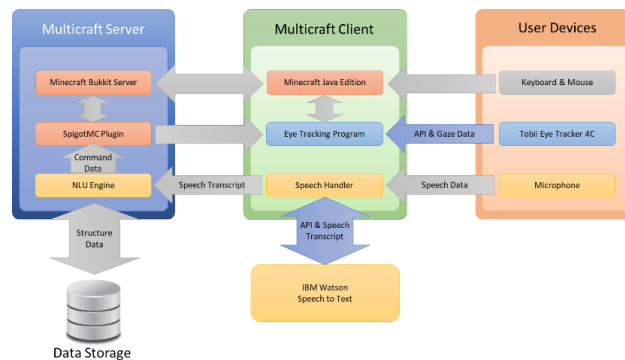 Multicraft Server
Multicraft Client
User Devices
Minecraft Bukkit Server
Minecraft Java Edition
Keyboard & Mouse
SpigotMC Plugin
Eye Tracking Program
API & Gaze Data
Tobii Eye Tracker 4C
Command
Data
NLU Engine
Speech Transcript
Speech Handler
Speech Data
Microphone
Structure
Data
API & Speech
Transcript
IBM Watson
Speech to Text
Data Storage